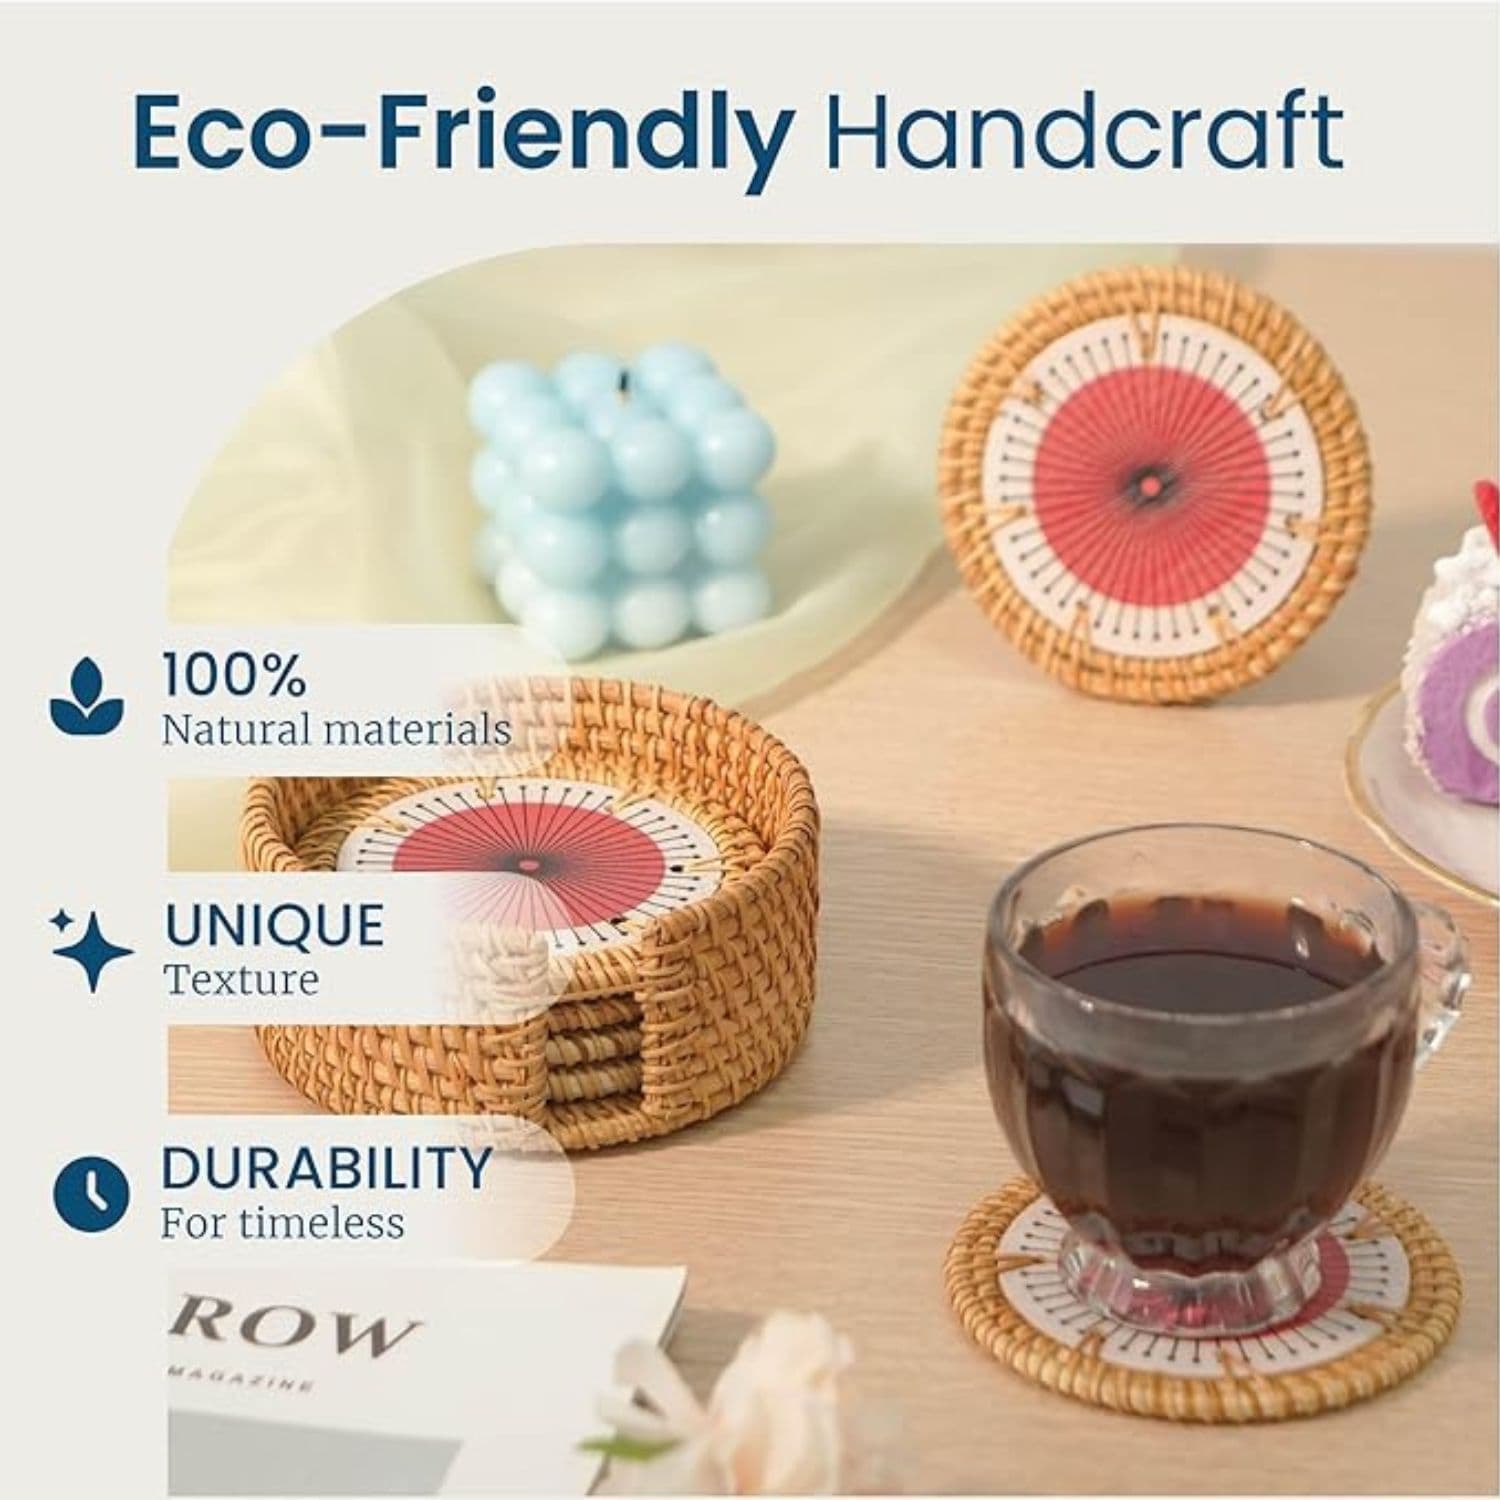 Eco-Friendly Handcraft
100%
Natural materials
UNIQUE
Texture
DURABILITY
For timeless
ROW
MAGAZINE